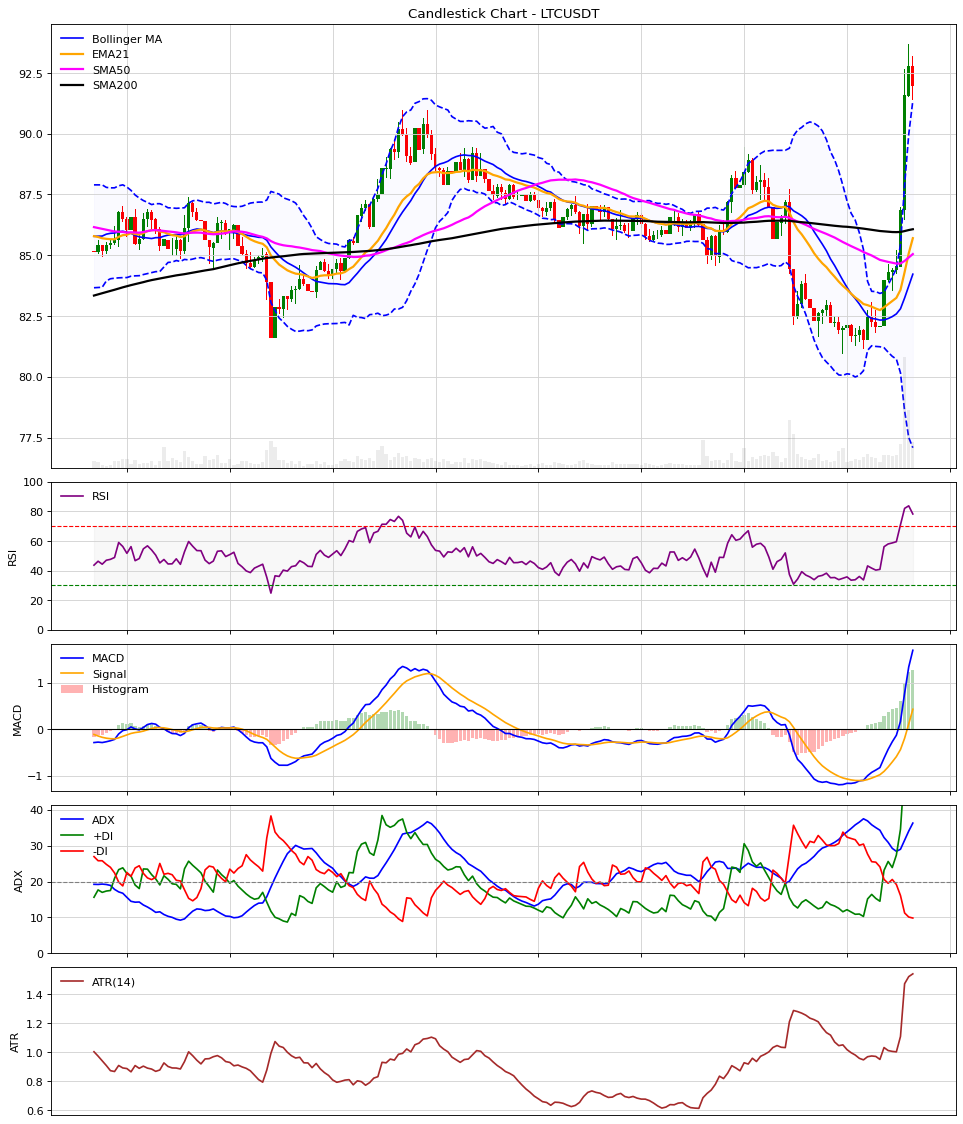 Candlestick Chart - LTCUSDT
Bollinger MA
EMA21
SMA50
SMA200
92.5
90.0
87.5
85.0
82.5
80.0
77.5
RSI
RSI
100
80
60
40
20
0
MACD
Signal
Histogram
MACD
1
0
−1
ADX
+DI
-DI
ADX
40
30
20
10
0
ATR(14)
ATR
1.4
1.2
1.0
0.8
0.6